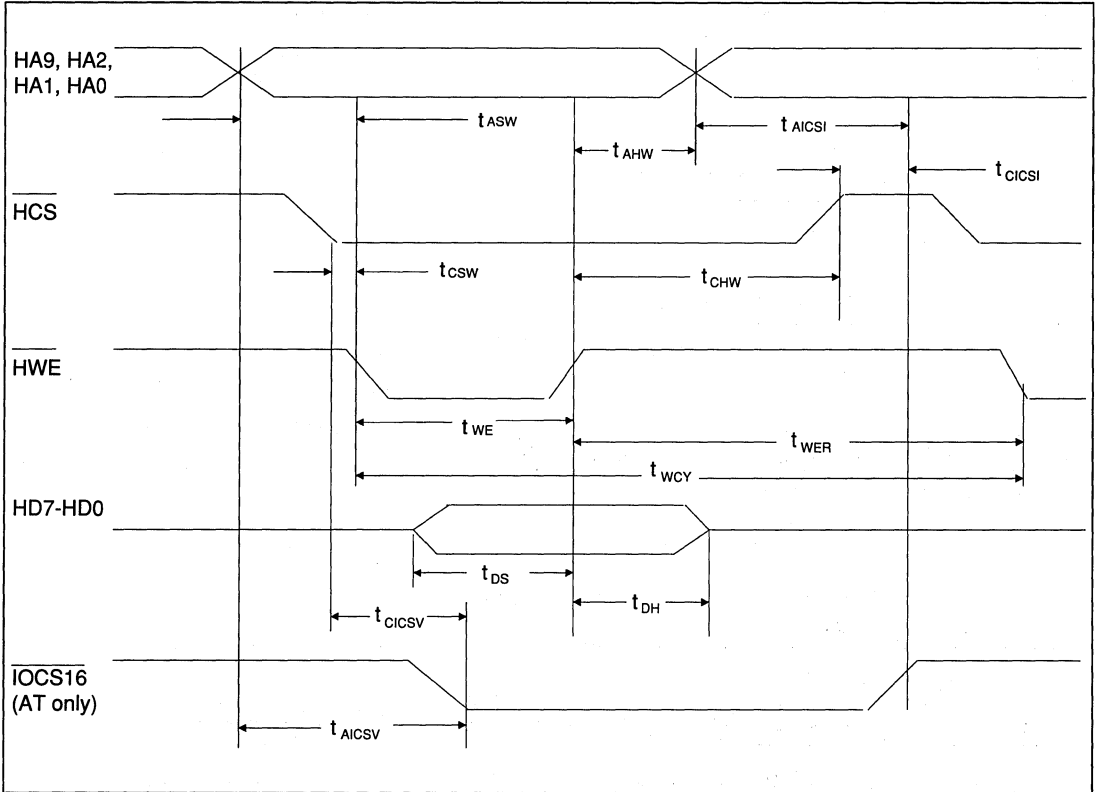 HA9, HA2,
HA1, HA0
tASW
tAHW
tAICSI
tCICSI
HCS
tCSW
tCHW
HWE
tWE
tWER
tWCY
HD7-HD0
tDS
tDH
tCICSV
IOCS16
(AT only)
tAICSV